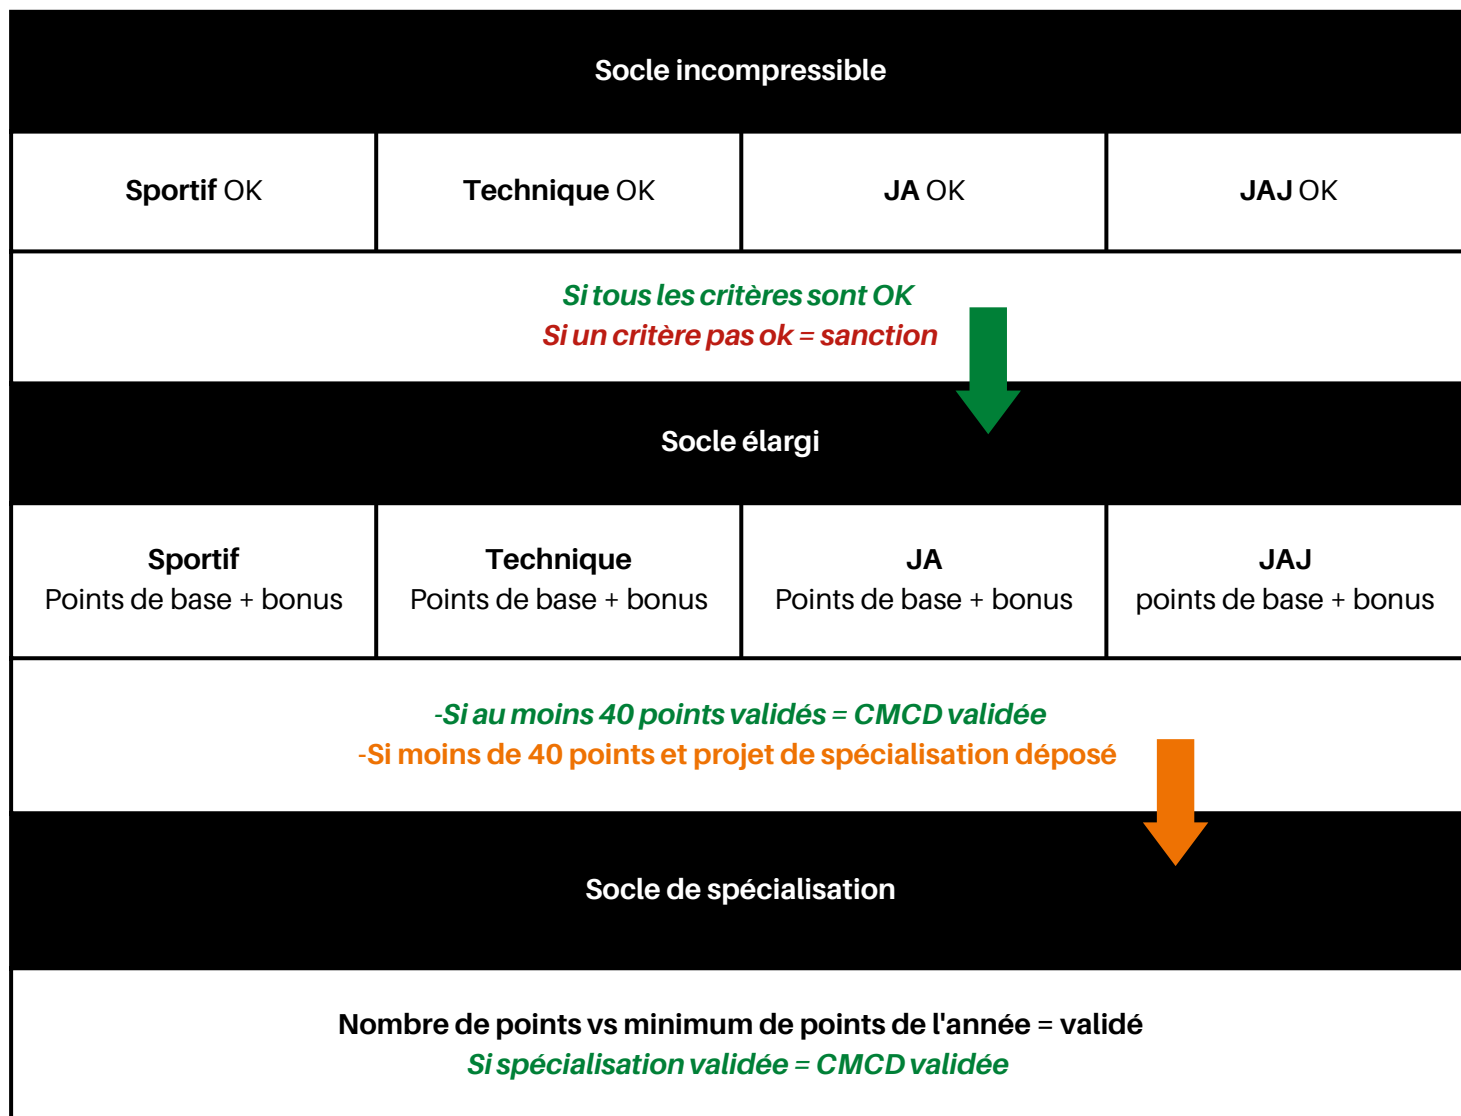 Socle incompressible
Sportif OK
Technique OK
JA OK
JAJ OK
Si tous les critères sont OK
Si un critère pas ok = sanction
Socle élargi
Sportif
Points de base + bonus
Technique
Points de base + bonus
JA
Points de base + bonus
JAJ
points de base + bonus
-Si au moins 40 points validés = CMCD validée
-Si moins de 40 points et projet de spécialisation déposé
Socle de spécialisation
Nombre de points vs minimum de points de l'année = validé
Si spécialisation validée = CMCD validée